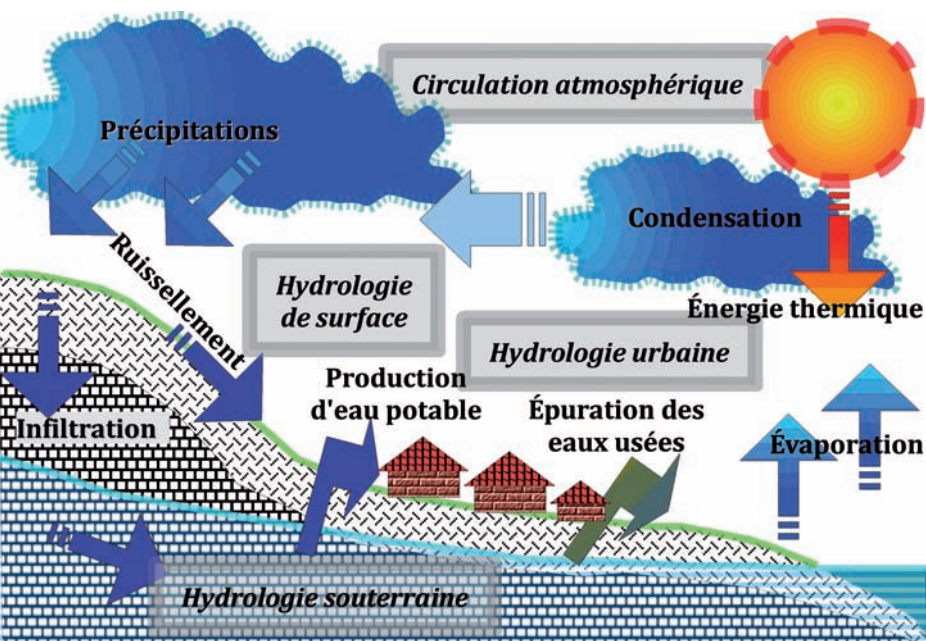 Circulation atmosphérique
Précipitations
Condensation
Ruissellement
Hydrologie
de surface
Énergie thermique
Hydrologie urbaine
Production
d'eau potable
Épuration des
eaux usées
Infiltration
Évaporation
Hydrologie souterraine